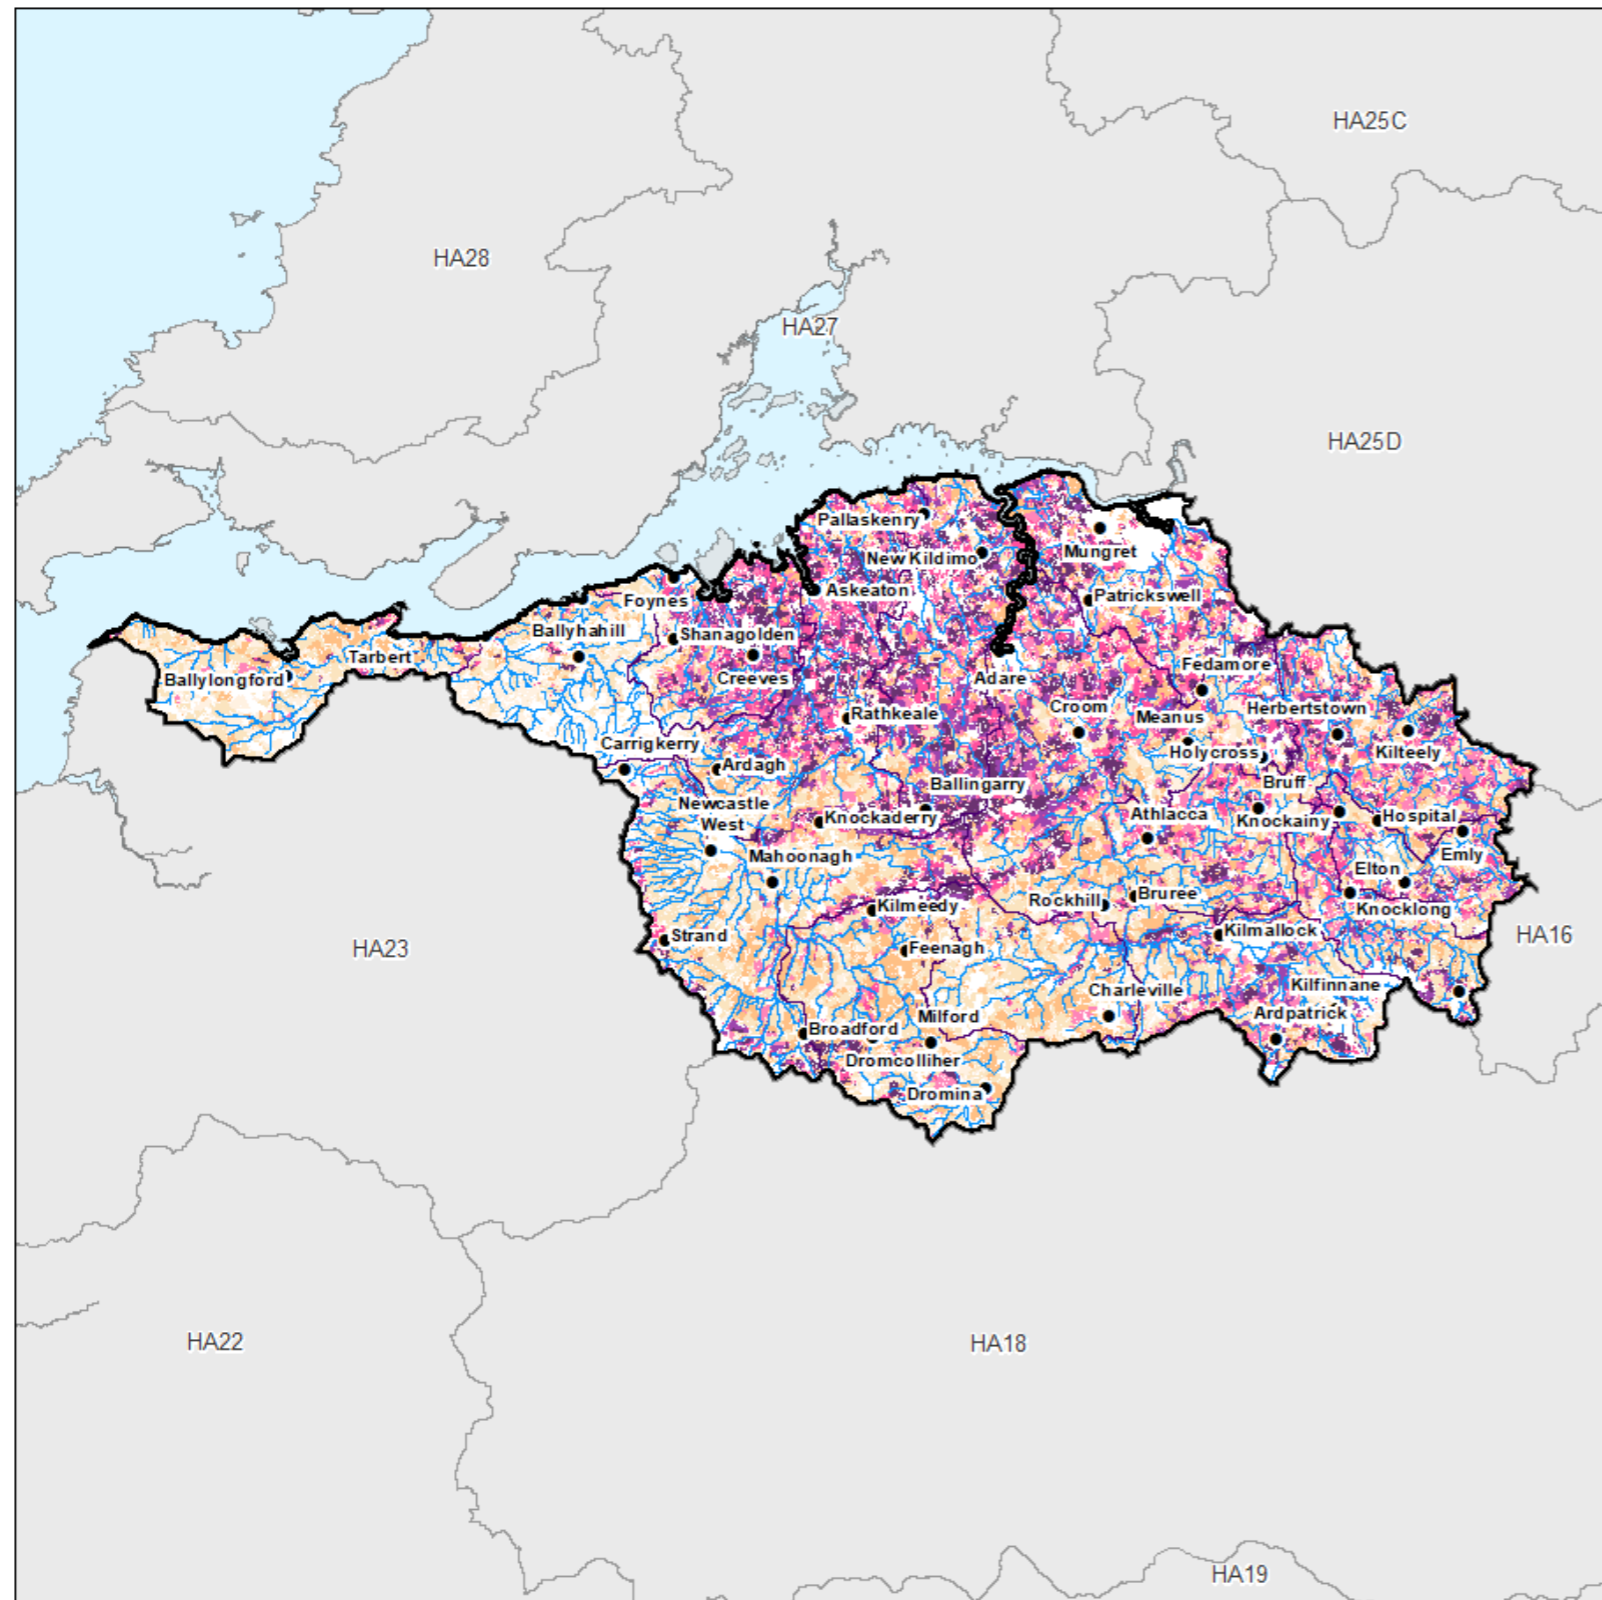 HA25C
HA28
HA27
HA25D
Pallaskenry
Mungret
New Kildimo
Askeaton
Patrickswell
Foynes
Ballyhahill
Shanagolden
Tarbert
Fedamore
Ballylongford
Creeves
Adare
Croom
Herbertstown
Rathkeale
Meanus
Carrigkerry
Holycross
Kilteely
Ardagh
Bruff
Ballingarry
Newcastle
West
Knockaderry
Athlacca
Knockainy
Hospital
Mahoonagh
Emly
Elton
Bruree
Rockhill
Kilmeedy
Knocklong
Kilmallock
Strand
HA16
Feenagh
HA23
Kilfinnane
Charleville
Ardpatrick
Milford
Broadford
Dromcolliher
Dromina
HA22
HA18
HA19